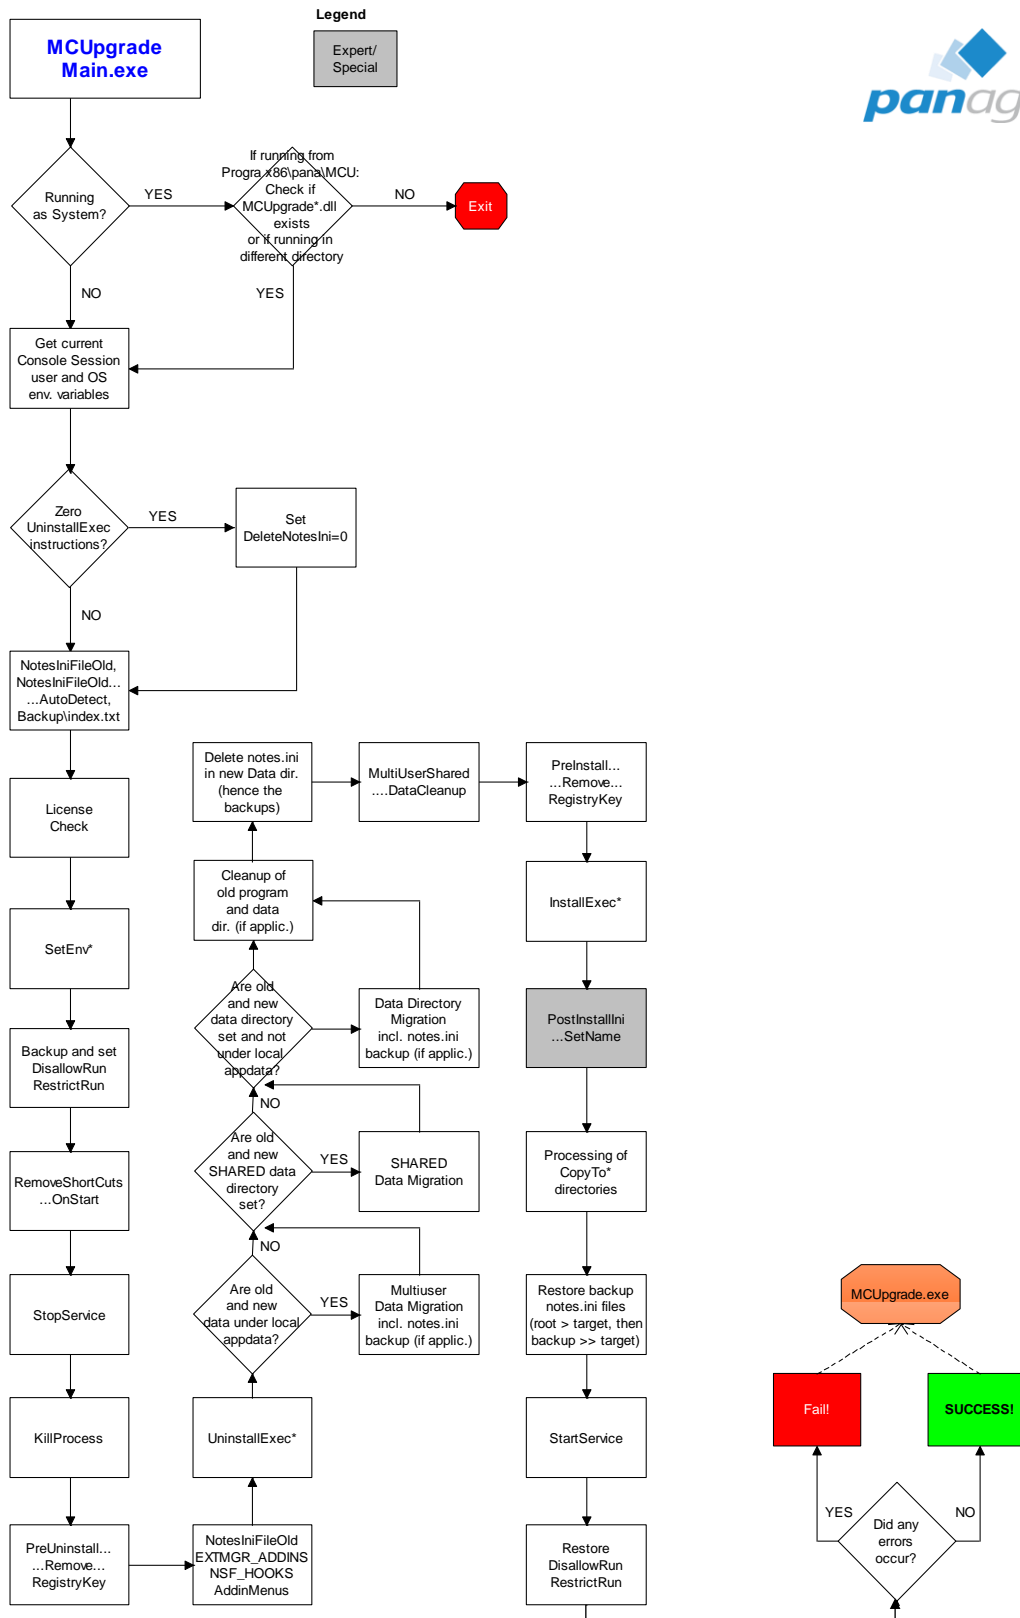 Legend
MCUpgrade
Main.exe
Expert/
Special
panag
Running
as System?
YES
If running from
Progra x86\pana\MCU:
Check if
MCUpgrade*.dll
exists
or if running in
different directory
NO
Exit
NO
YES
Get current
Console Session
user and OS
env. variables
Zero
UninstallExec
instructions?
YES
Set
DeleteNotesIni=0
NO
NotesIniFileOld,
NotesIniFileOld...
...AutoDetect,
Backup\index.txt
License
Check
SetEnv*
Backup and set
DisallowRun
RestrictRun
RemoveShortCuts
...OnStart
StopService
KillProcess
PreUninstall...
...Remove...
RegistryKey
NotesIniFileOld
EXTMGR_ADDINS
NSF_HOOKS
AddinMenus
UninstallExec*
Are old
and new
data under local
appdata?
YES
Multiuser
Data Migration
incl. notes.ini
backup (if applic.)
NO
Are old
and new
SHARED data
directory
set?
YES
SHARED
Data Migration
NO
Are old
and new
data directory
set and not
under local
appdata?
Data Directory
Migration
incl. notes.ini
backup (if applic.)
Cleanup of
old program
and data
dir. (if applic.)
Delete notes.ini
in new Data dir.
(hence the
backups)
MultiUserShared
....DataCleanup
PreInstall...
...Remove...
RegistryKey
InstallExec*
PostInstallIni
...SetName
Processing of
CopyTo*
directories
Restore backup
notes.ini files
(root > target, then
backup >> target)
StartService
Restore
DisallowRun
RestrictRun
MCUpgrade.exe
Fail!
SUCCESS!
YES
NO
Did any
errors
occur?